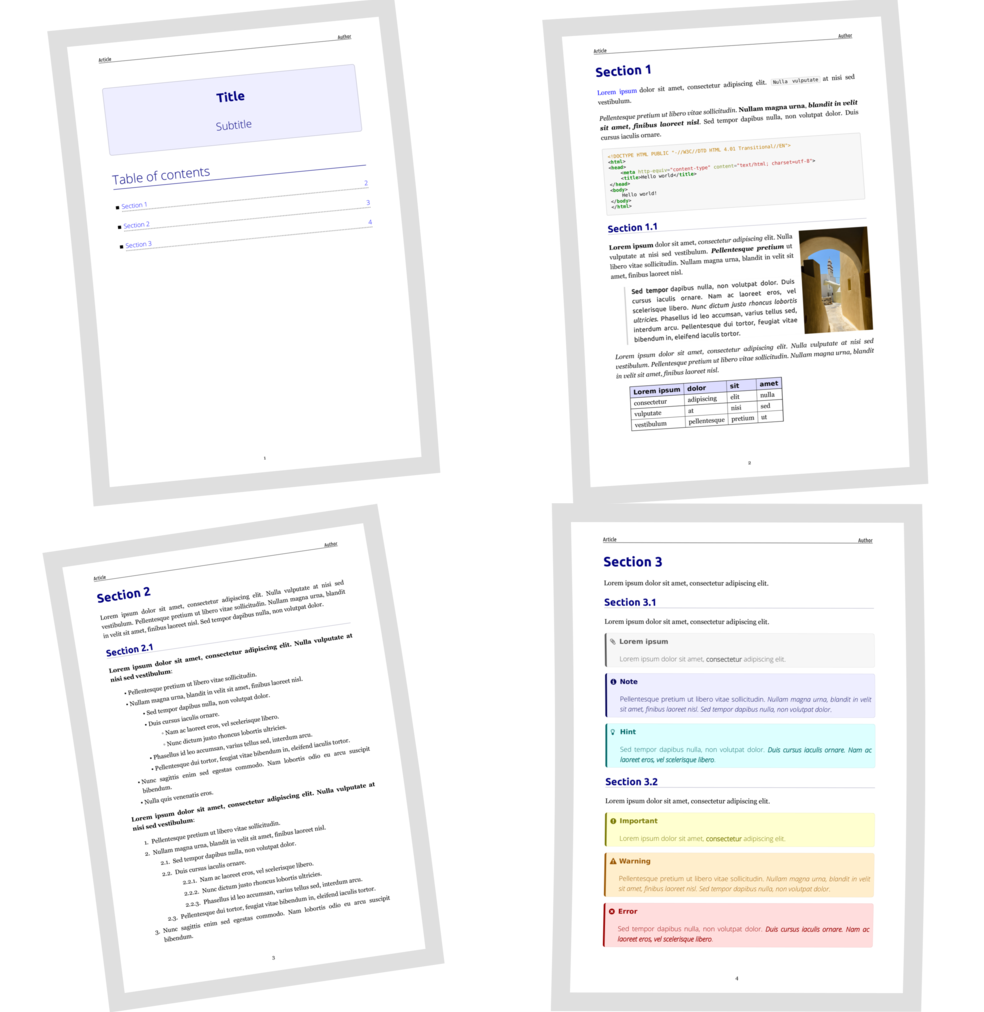 Article Author
Title
Subtitle
Table of contents
▪ Section 1 2
▪ Section 2 3
▪ Section 3 4
1
Article Author
Section 1
Lorem ipsum dolor sit amet, consectetur adipiscing elit. Nulla vulputate at nisi sed
vestibulum.
Pellentesque pretium ut libero vitae sollicitudin. Nullam magna urna, blandit in velit
sit amet, finibus laoreet nisl. Sed tempor dapibus nulla, non volutpat dolor. Duis
cursus iaculis ornare.
<!DOCTYPE HTML PUBLIC "-//W3C//DTD HTML 4.01 Transitional//EN">
<html>
<head>
<meta http-equiv="content-type" content="text/html; charset=utf-8">
<title>Hello world</title>
</head>
<body>
Hello world!
</body>
</html>
Section 1.1
Lorem ipsum dolor sit amet, consectetur adipiscing elit. Nulla
vulputate at nisi sed vestibulum. Pellentesque pretium ut
libero vitae sollicitudin. Nullam magna urna, blandit in velit sit
amet, finibus laoreet nisl.
Sed tempor dapibus nulla, non volutpat dolor. Duis
cursus iaculis ornare. Nam ac laoreet eros, vel
scelerisque libero. Nunc dictum justo rhoncus lobortis
ultricies. Phasellus id leo accumsan, varius tellus sed,
interdum arcu. Pellentesque dui tortor, feugiat vitae
bibendum in, eleifend iaculis tortor.
Lorem ipsum dolor sit amet, consectetur adipiscing elit. Nulla vulputate at nisi sed
vestibulum. Pellentesque pretium ut libero vitae sollicitudin. Nullam magna urna, blandit
in velit sit amet, finibus laoreet nisl.
Lorem ipsum dolor sit amet
consectetur adipiscing elit nulla
vulputate at nisi sed
vestibulum pellentesque pretium ut
2
Article Author
Section 2
Lorem ipsum dolor sit amet, consectetur adipiscing elit. Nulla vulputate at nisi sed
vestibulum. Pellentesque pretium ut libero vitae sollicitudin. Nullam magna urna, blandit
in velit sit amet, finibus laoreet nisl. Sed tempor dapibus nulla, non volutpat dolor.
Section 2.1
Lorem ipsum dolor sit amet, consectetur adipiscing elit. Nulla vulputate at
nisi sed vestibulum:
• Pellentesque pretium ut libero vitae sollicitudin.
• Nullam magna urna, blandit in velit sit amet, finibus laoreet nisl.
• Sed tempor dapibus nulla, non volutpat dolor.
• Duis cursus iaculis ornare.
◦ Nam ac laoreet eros, vel scelerisque libero.
◦ Nunc dictum justo rhoncus lobortis ultricies.
• Phasellus id leo accumsan, varius tellus sed, interdum arcu.
• Pellentesque dui tortor, feugiat vitae bibendum in, eleifend iaculis tortor.
• Nunc sagittis enim sed egestas commodo. Nam lobortis odio eu arcu suscipit
bibendum.
• Nulla quis venenatis eros.
Lorem ipsum dolor sit amet, consectetur adipiscing elit. Nulla vulputate at
nisi sed vestibulum:
1. Pellentesque pretium ut libero vitae sollicitudin.
2. Nullam magna urna, blandit in velit sit amet, finibus laoreet nisl.
2.1. Sed tempor dapibus nulla, non volutpat dolor.
2.2. Duis cursus iaculis ornare.
2.2.1. Nam ac laoreet eros, vel scelerisque libero.
2.2.2. Nunc dictum justo rhoncus lobortis ultricies.
2.2.3. Phasellus id leo accumsan, varius tellus sed, interdum arcu.
2.3. Pellentesque dui tortor, feugiat vitae bibendum in, eleifend iaculis tortor.
3. Nunc sagittis enim sed egestas commodo. Nam lobortis odio eu arcu suscipit
bibendum.
3
Article Author
Section 3
Lorem ipsum dolor sit amet, consectetur adipiscing elit.
Section 3.1
Lorem ipsum dolor sit amet, consectetur adipiscing elit.
Lorem ipsum
Lorem ipsum dolor sit amet, consectetur adipiscing elit.
Note
Pellentesque pretium ut libero vitae sollicitudin. Nullam magna urna, blandit in velit
sit amet, finibus laoreet nisl. Sed tempor dapibus nulla, non volutpat dolor.
Hint
Sed tempor dapibus nulla, non volutpat dolor. Duis cursus iaculis ornare. Nam ac
laoreet eros, vel scelerisque libero.
Section 3.2
Lorem ipsum dolor sit amet, consectetur adipiscing elit.
Important
Lorem ipsum dolor sit amet, consectetur adipiscing elit.
Warning
Pellentesque pretium ut libero vitae sollicitudin. Nullam magna urna, blandit in velit
sit amet, finibus laoreet nisl. Sed tempor dapibus nulla, non volutpat dolor.
Error
Sed tempor dapibus nulla, non volutpat dolor. Duis cursus iaculis ornare. Nam ac
laoreet eros, vel scelerisque libero.
4